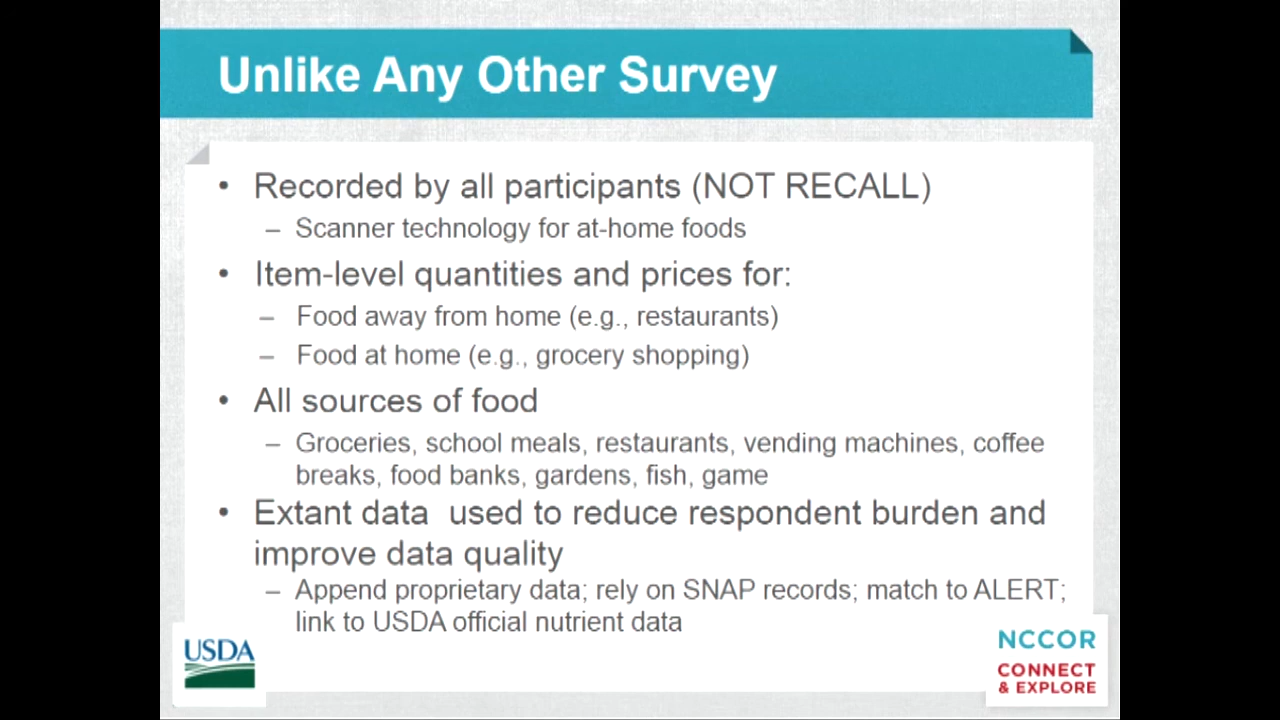 Unlike Any Other Survey
• Recorded by all participants (NOT RECALL)
– Scanner technology for at-home foods
• Item-level quantities and prices for:
– Food away from home (e.g., restaurants)
– Food at home (e.g., grocery shopping)
• All sources of food
– Groceries, school meals, restaurants, vending machines, coffee
breaks, food banks, gardens, fish, game
• Extant data used to reduce respondent burden and
improve data quality
– Append proprietary data; rely on SNAP records; match to ALERT;
link to USDA official nutrient data
USDA
NCCOR
CONNECT
& EXPLORE